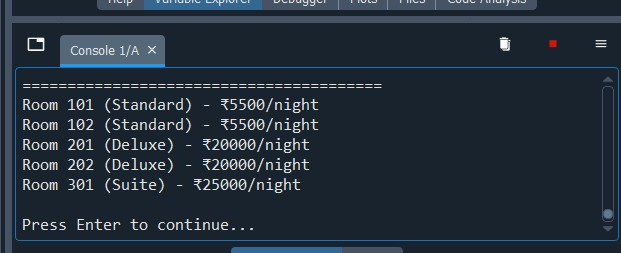 Help Variable Explorer Debugger Plots Files Code Analysis
Console 1/A
========================================
Room 101 (Standard) - ₹5500/night
Room 102 (Standard) - ₹5500/night
Room 201 (Deluxe) - ₹20000/night
Room 202 (Deluxe) - ₹20000/night
Room 301 (Suite) - ₹25000/night
Press Enter to continue...